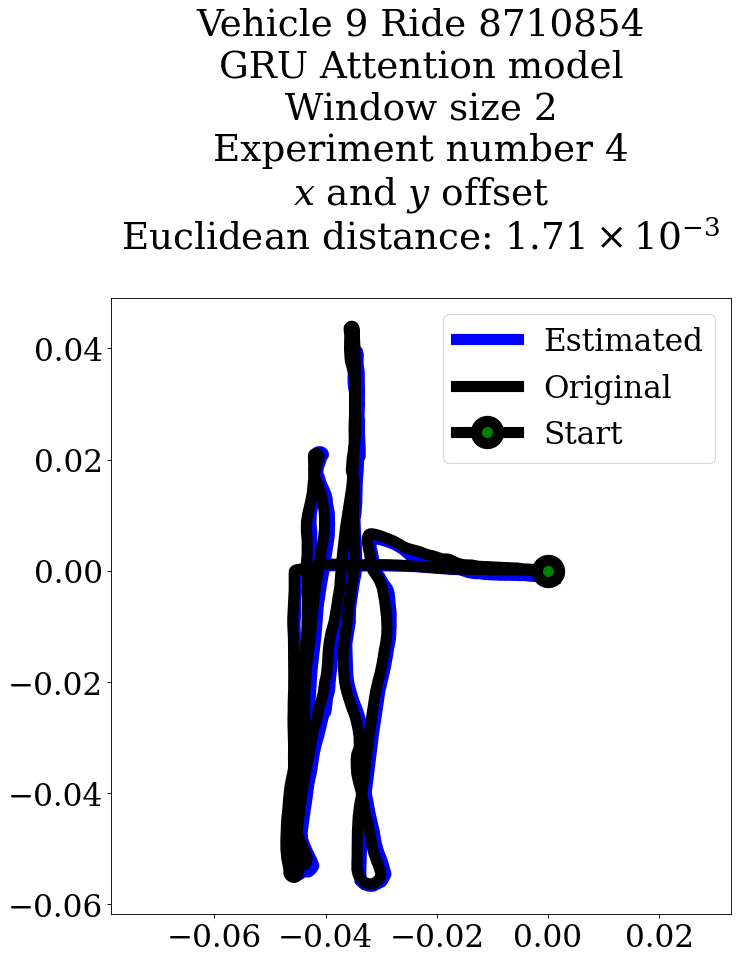 Vehicle 9 Ride 8710854
GRU Attention model
Window size 2
Experiment number 4
x and y offset
Euclidean distance: 1.71 × 10⁻³
Estimated
Original
Start
0.04
0.02
0.00
−0.02
−0.04
−0.06
−0.06 −0.04 −0.02 0.00 0.02